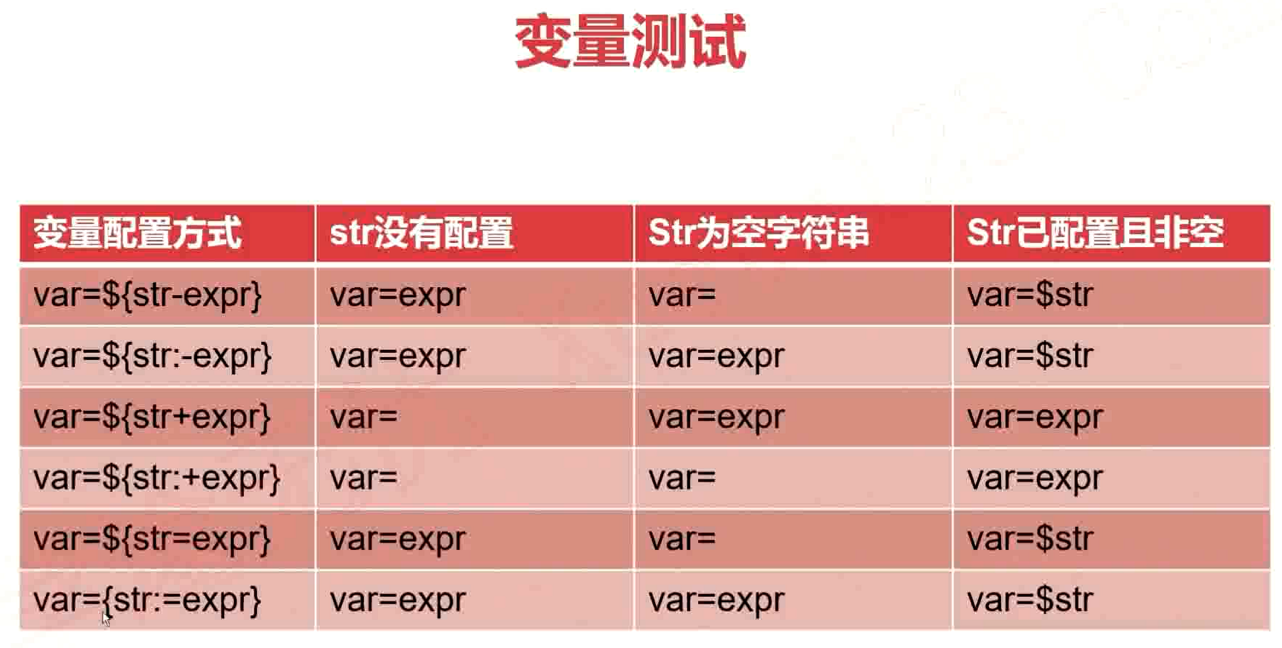 变量测试
变量配置方式 str没有配置 Str为空字符串 Str已配置且非空
var=${str-expr} var=expr var= var=$str
var=${str:-expr} var=expr var=expr var=$str
var=${str+expr} var= var=expr var=expr
var=${str:+expr} var= var= var=expr
var=${str=expr} var=expr var= var=$str
var={str:=expr} var=expr var=expr var=$str